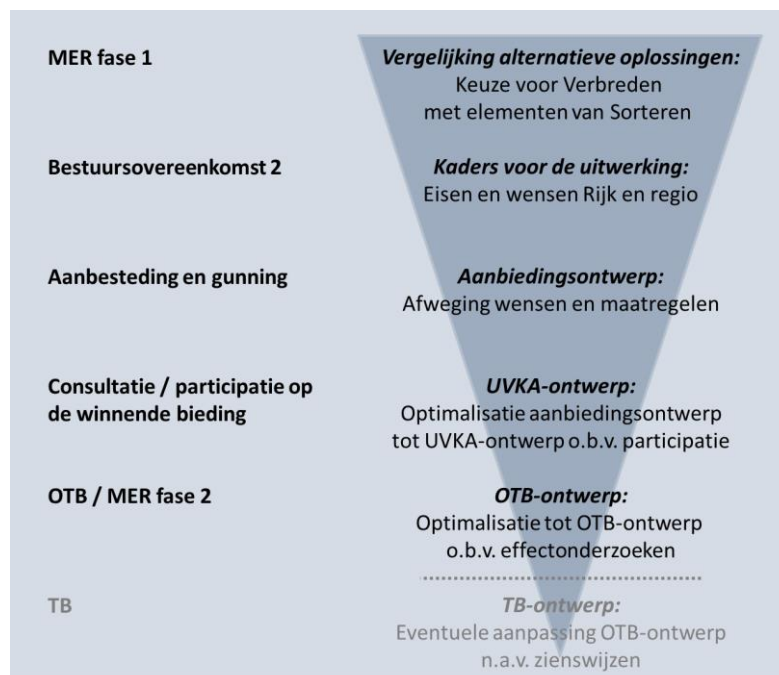 MER fase 1
Vergelijking alternatieve oplossingen:
Keuze voor Verbreden
met elementen van Sorteren
Bestuursovereenkomst 2
Kaders voor de uitwerking:
Eisen en wensen Rijk en regio
Aanbesteding en gunning
Aanbiedingsontwerp:
Afweging wensen en maatregelen
Consultatie / participatie op
de winnende bieding
UVKA-ontwerp:
Optimalisatie aanbiedingsontwerp
tot UVKA-ontwerp o.b.v. participatie
OTB / MER fase 2
OTB-ontwerp:
Optimalisatie tot OTB-ontwerp
o.b.v. effectonderzoeken
TB
TB-ontwerp:
Eventuele aanpassing OTB-ontwerp
n.a.v. zienswijzen